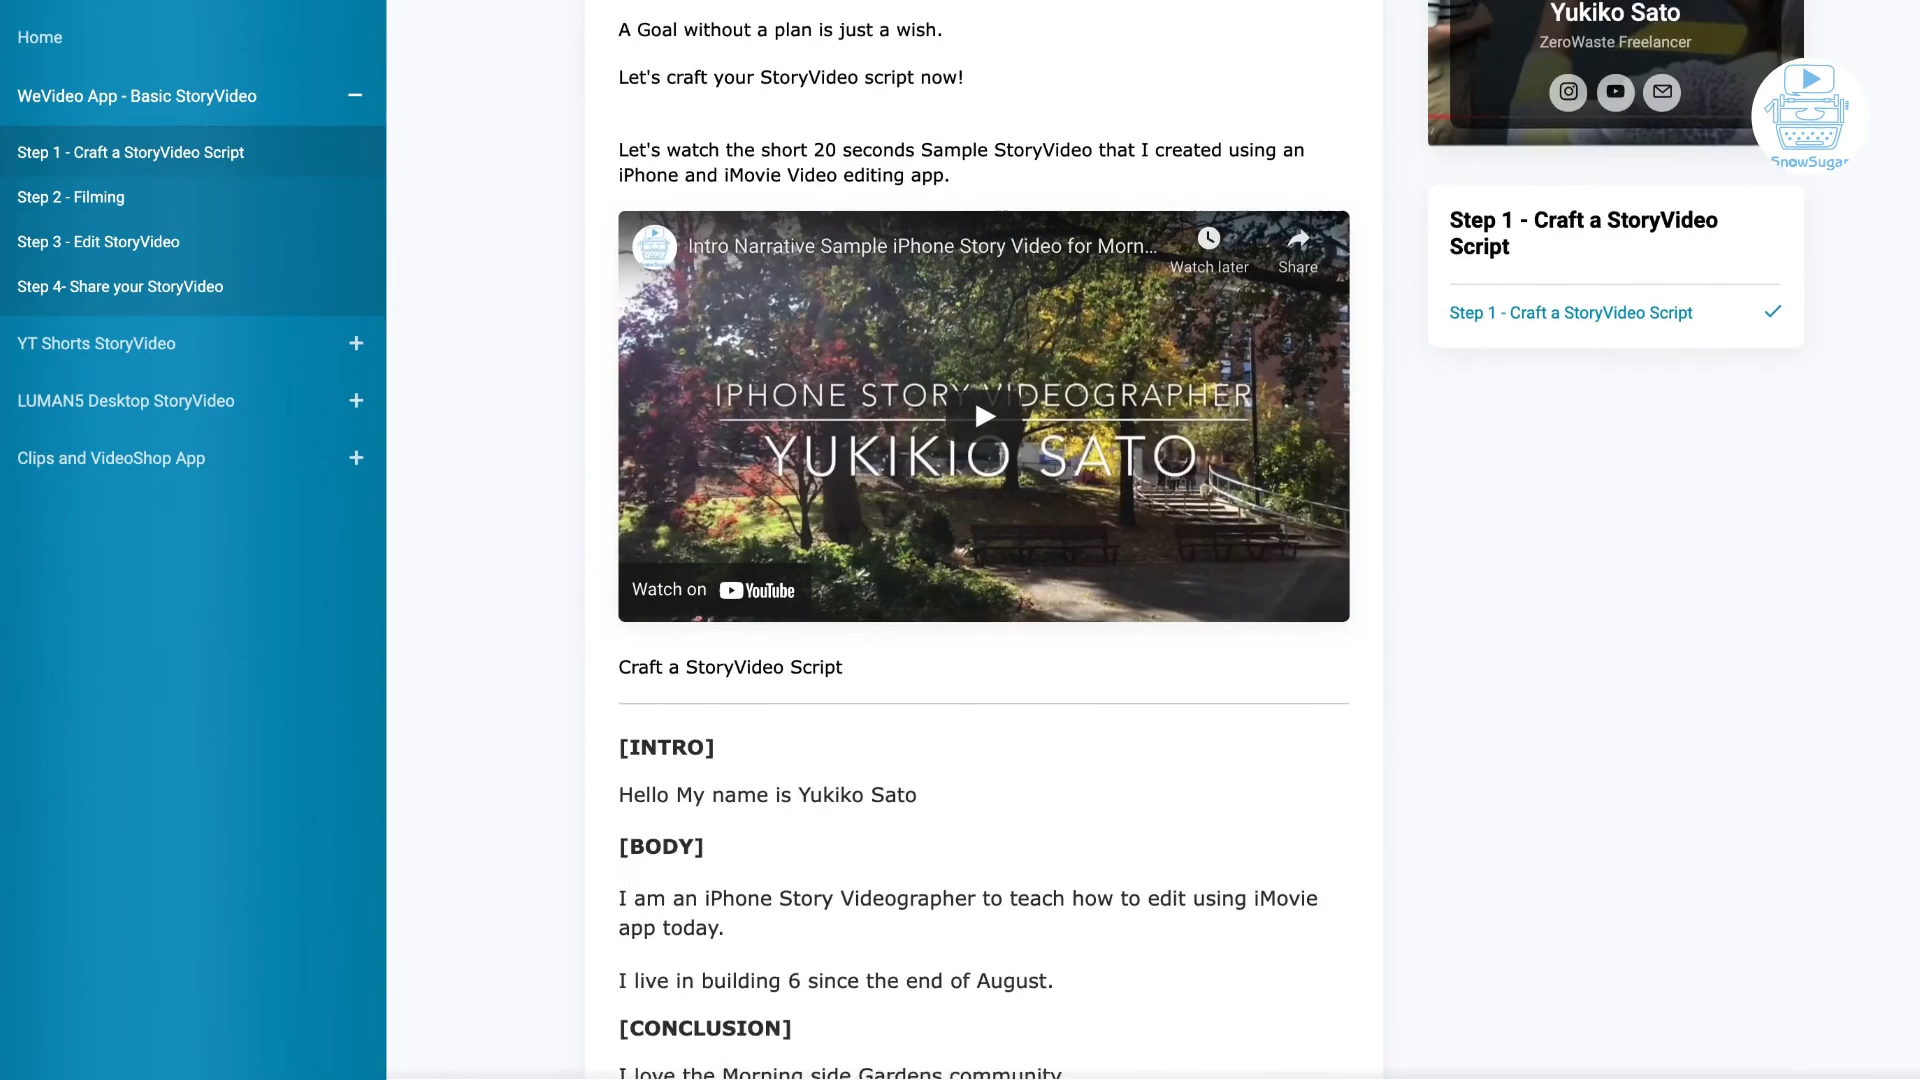 Home
WeVideo App - Basic StoryVideo
Step 1 - Craft a StoryVideo Script
Step 2 - Filming
Step 3 - Edit StoryVideo
Step 4- Share your StoryVideo
YT Shorts StoryVideo
LUMAN5 Desktop StoryVideo
Clips and VideoShop App
A Goal without a plan is just a wish.
Let's craft your StoryVideo script now!
Let's watch the short 20 seconds Sample StoryVideo that I created using an
iPhone and iMovie Video editing app.
Intro Narrative Sample iPhone Story Video for Morn...
Watch later
Share
IPHONE STORY VIDEOGRAPHER
YUKIKIO SATO
Watch on YouTube
Craft a StoryVideo Script
[INTRO]
Hello My name is Yukiko Sato
[BODY]
I am an iPhone Story Videographer to teach how to edit using iMovie
app today.
I live in building 6 since the end of August.
[CONCLUSION]
I love the Morning side Gardens community.
Yukiko Sato
ZeroWaste Freelancer
SnowSugar
Step 1 - Craft a StoryVideo
Script
Step 1 - Craft a StoryVideo Script